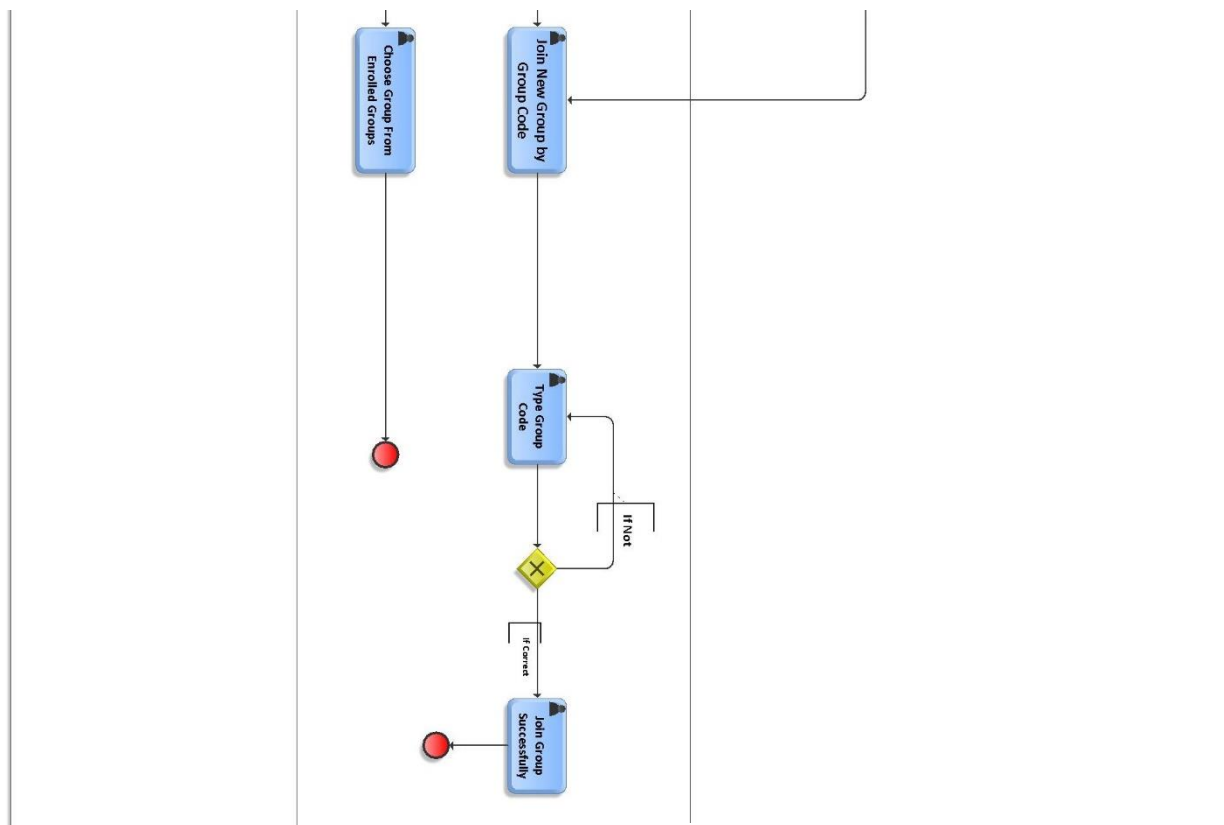 Choose Group From
Enrolled Groups
Join New Group by
Group Code
Type Group
Code
If Not
If Correct
Join Group
Successfully